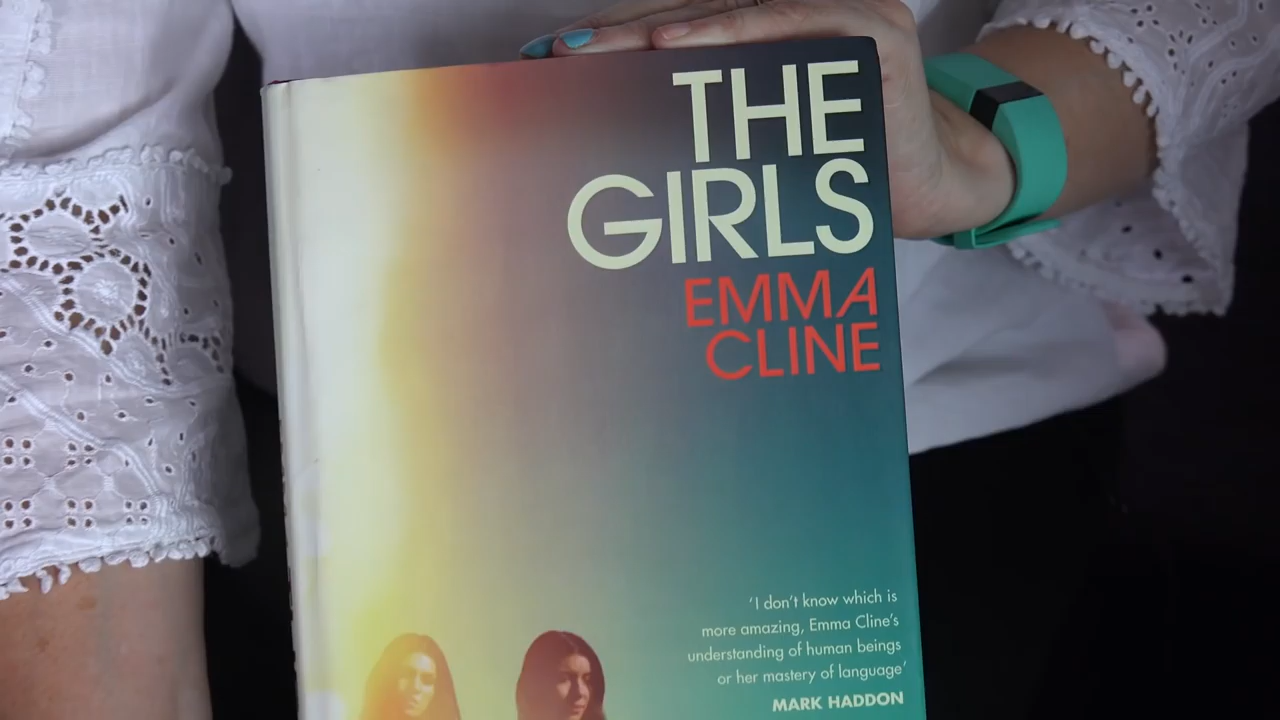 THE
GIRLS
EMMA
CLINE
‘I don’t know which is
more amazing, Emma Cline’s
understanding of human beings
or her mastery of language’
MARK HADDON